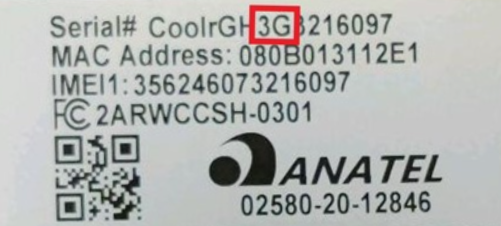 Serial# CoolrGH3G3216097
MAC Address: 080B013112E1
IMEI1: 356246073216097
FC 2ARWCCSH-0301
ANATEL
02580-20-12846